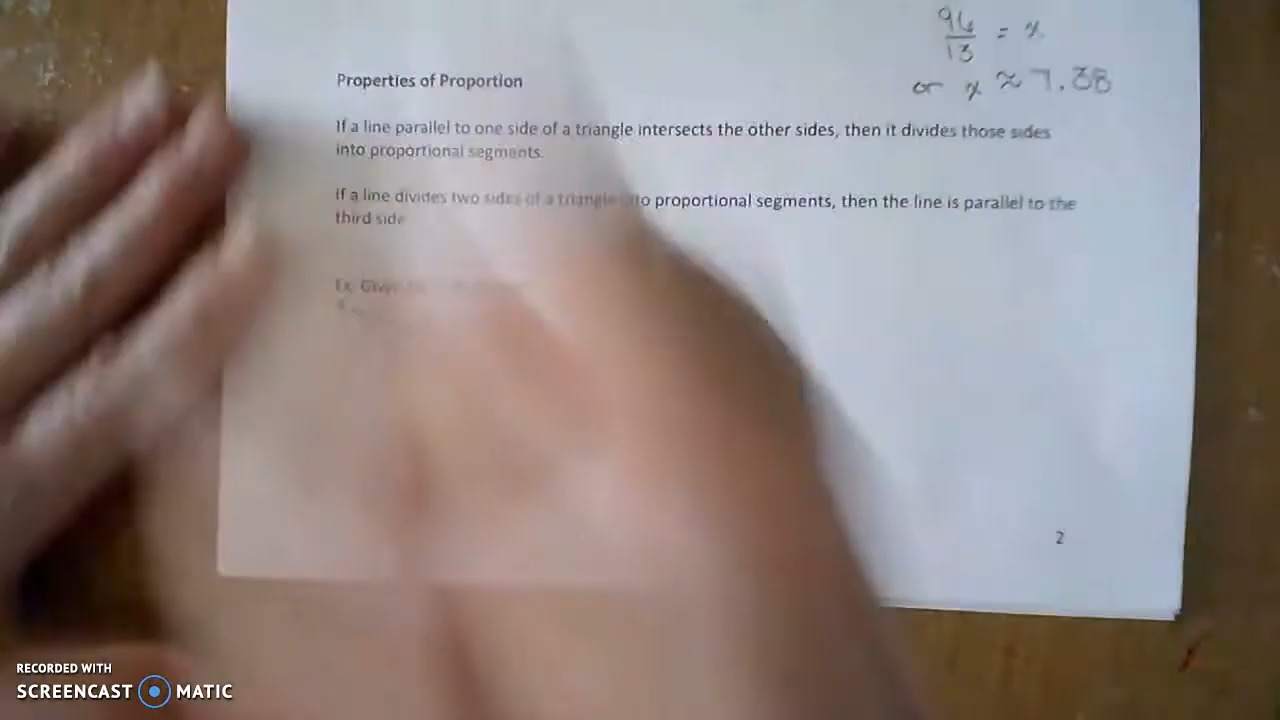 96
13 = x
or x ≈ 7.38
Properties of Proportion
If a line parallel to one side of a triangle intersects the other sides, then it divides those sides
into proportional segments.
If a line divides two sides of a triangle into proportional segments, then the line is parallel to the
third side
Ex. Given
2
RECORDED WITH
SCREENCAST MATIC